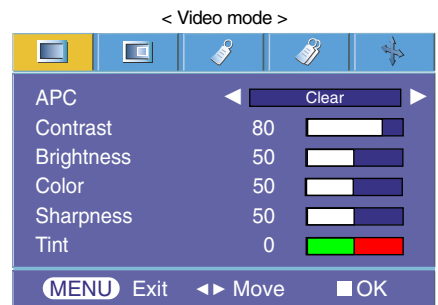 < Video mode >
APC ◀ Clear ▶
Contrast 80
Brightness 50
Color 50
Sharpness 50
Tint 0
MENU Exit ◂▸ Move ■ OK